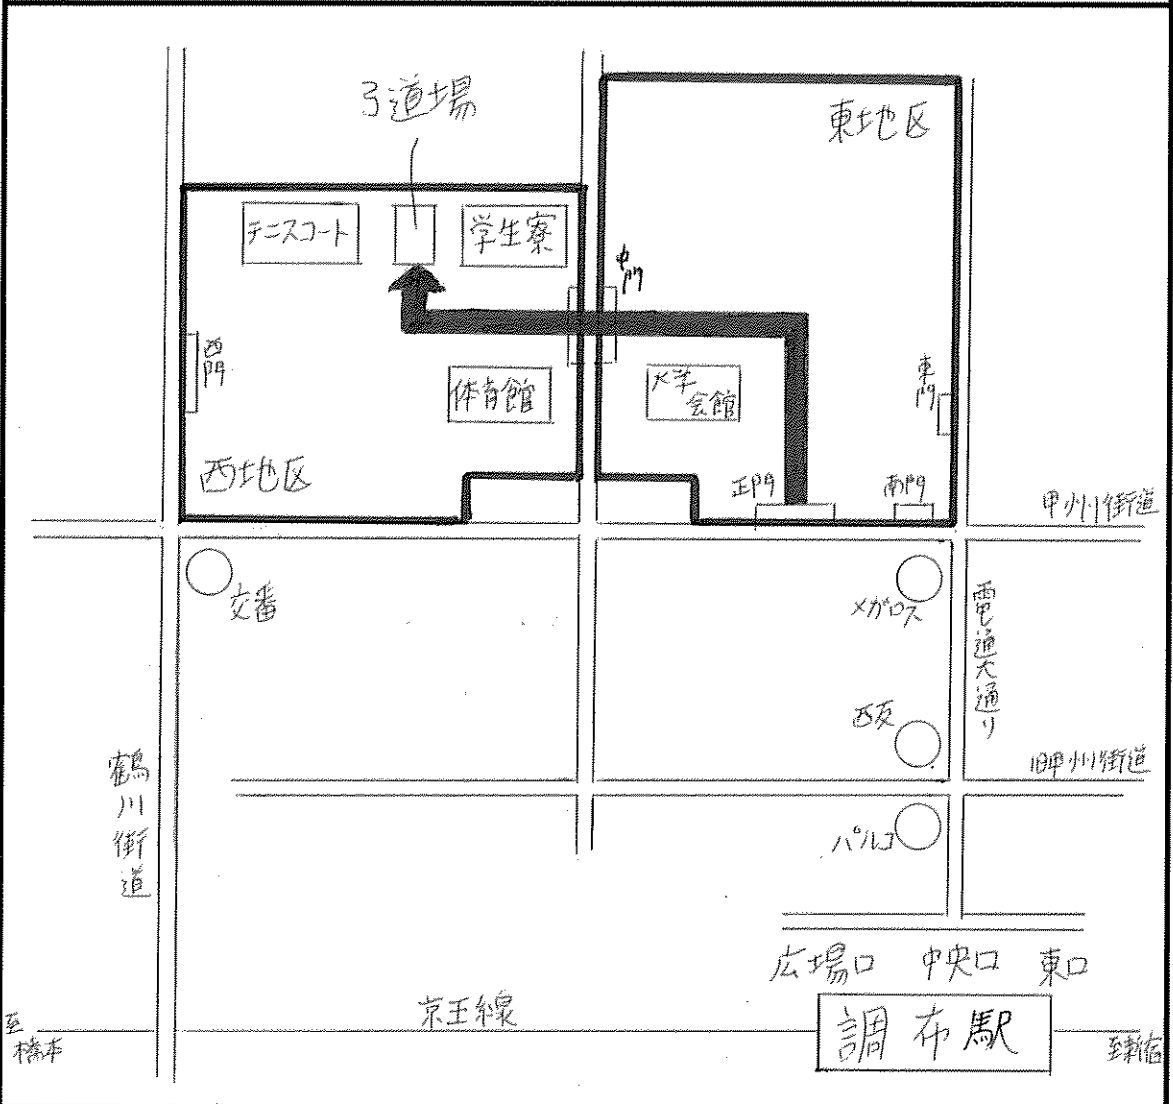 弓道場
東地区
テニスコート
学生寮
中門
西門
体育館
大学
会館
東門
西地区
正門
南門
甲州街道
交番
メガロス
電通大通り
西友
旧甲州街道
鶴川街道
パルコ
広場口
中央口
東口
京王線
調布駅
至
橋本
至新宿